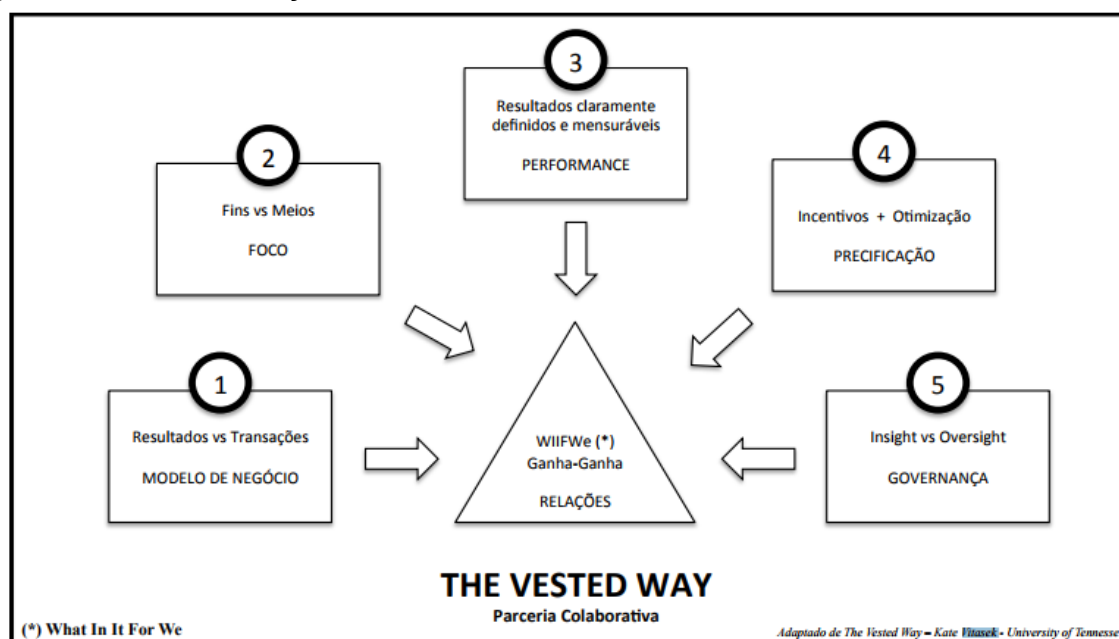 1
Resultados vs Transações
MODELO DE NEGÓCIO
2
Fins vs Meios
FOCO
3
Resultados claramente
definidos e mensuráveis
PERFORMANCE
4
Incentivos + Otimização
PRECIFICAÇÃO
5
Insight vs Oversight
GOVERNANÇA
WIIFWe (*)
Ganha-Ganha
RELAÇÕES
THE VESTED WAY
Parceria Colaborativa
(*) What In It For We
Adaptado de The Vested Way – Kate Vitasek - University of Tennesse